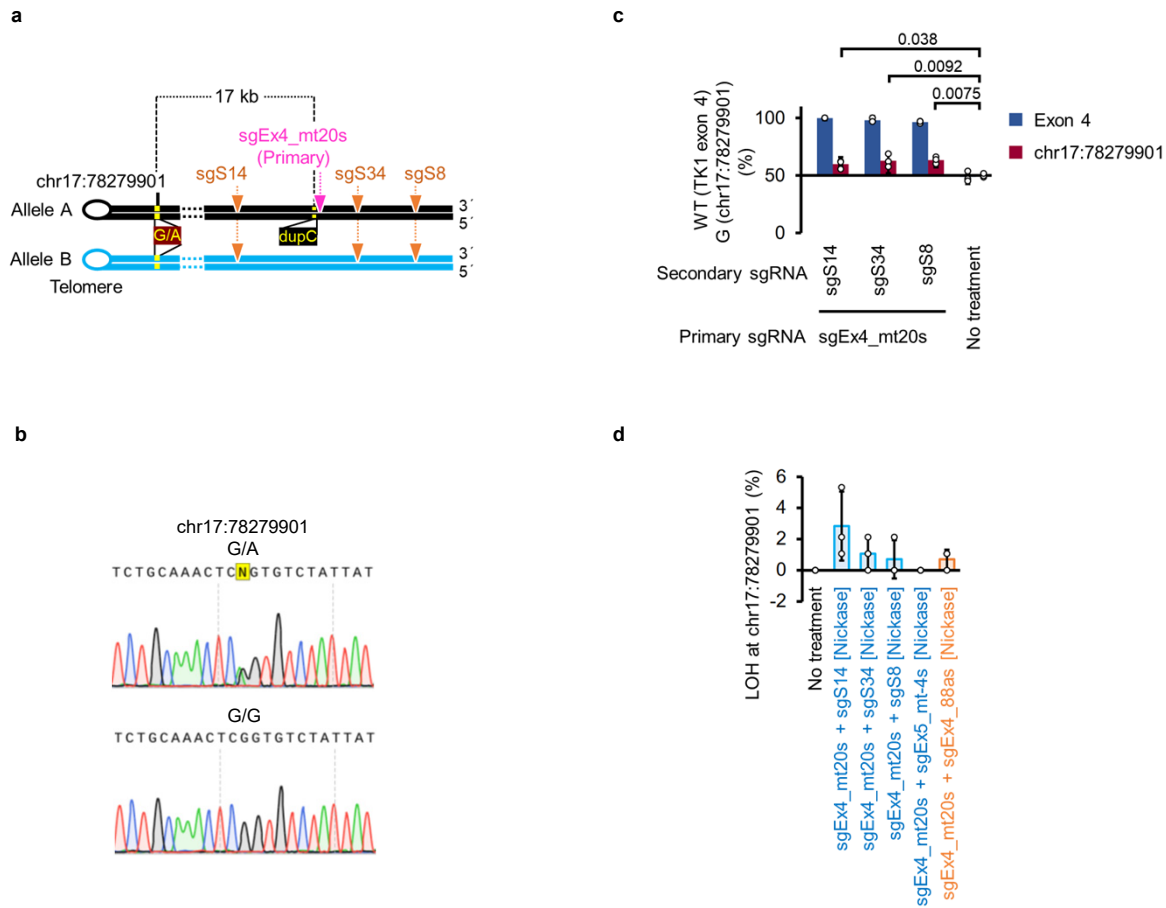 a
17 kb
sgEx4_mt20s
(Primary)
sgS14
sgS34
sgS8
chr17:78279901
Allele A
3´
5´
G/A
dupC
Allele B
3´
5´
Telomere
b
chr17:78279901
G/A
TCTGCAAACTCNGTGTCTATTAT
G/G
TCTGCAAACTCGGTGTCTATTAT
c
0.038
0.0092
0.0075
WT (TK1 exon 4)
G (chr17:78279901)
(%)
100
50
0
Exon 4
chr17:78279901
Secondary sgRNA
sgS14
sgS34
sgS8
No treatment
Primary sgRNA
sgEx4_mt20s
d
LOH at chr17:78279901 (%)
6
4
2
0
-2
No treatment
sgEx4_mt20s + sgS14 [Nickase]
sgEx4_mt20s + sgS34 [Nickase]
sgEx4_mt20s + sgS8 [Nickase]
sgEx4_mt20s + sgEx5_mt-4s [Nickase]
sgEx4_mt20s + sgEx4_88as [Nickase]